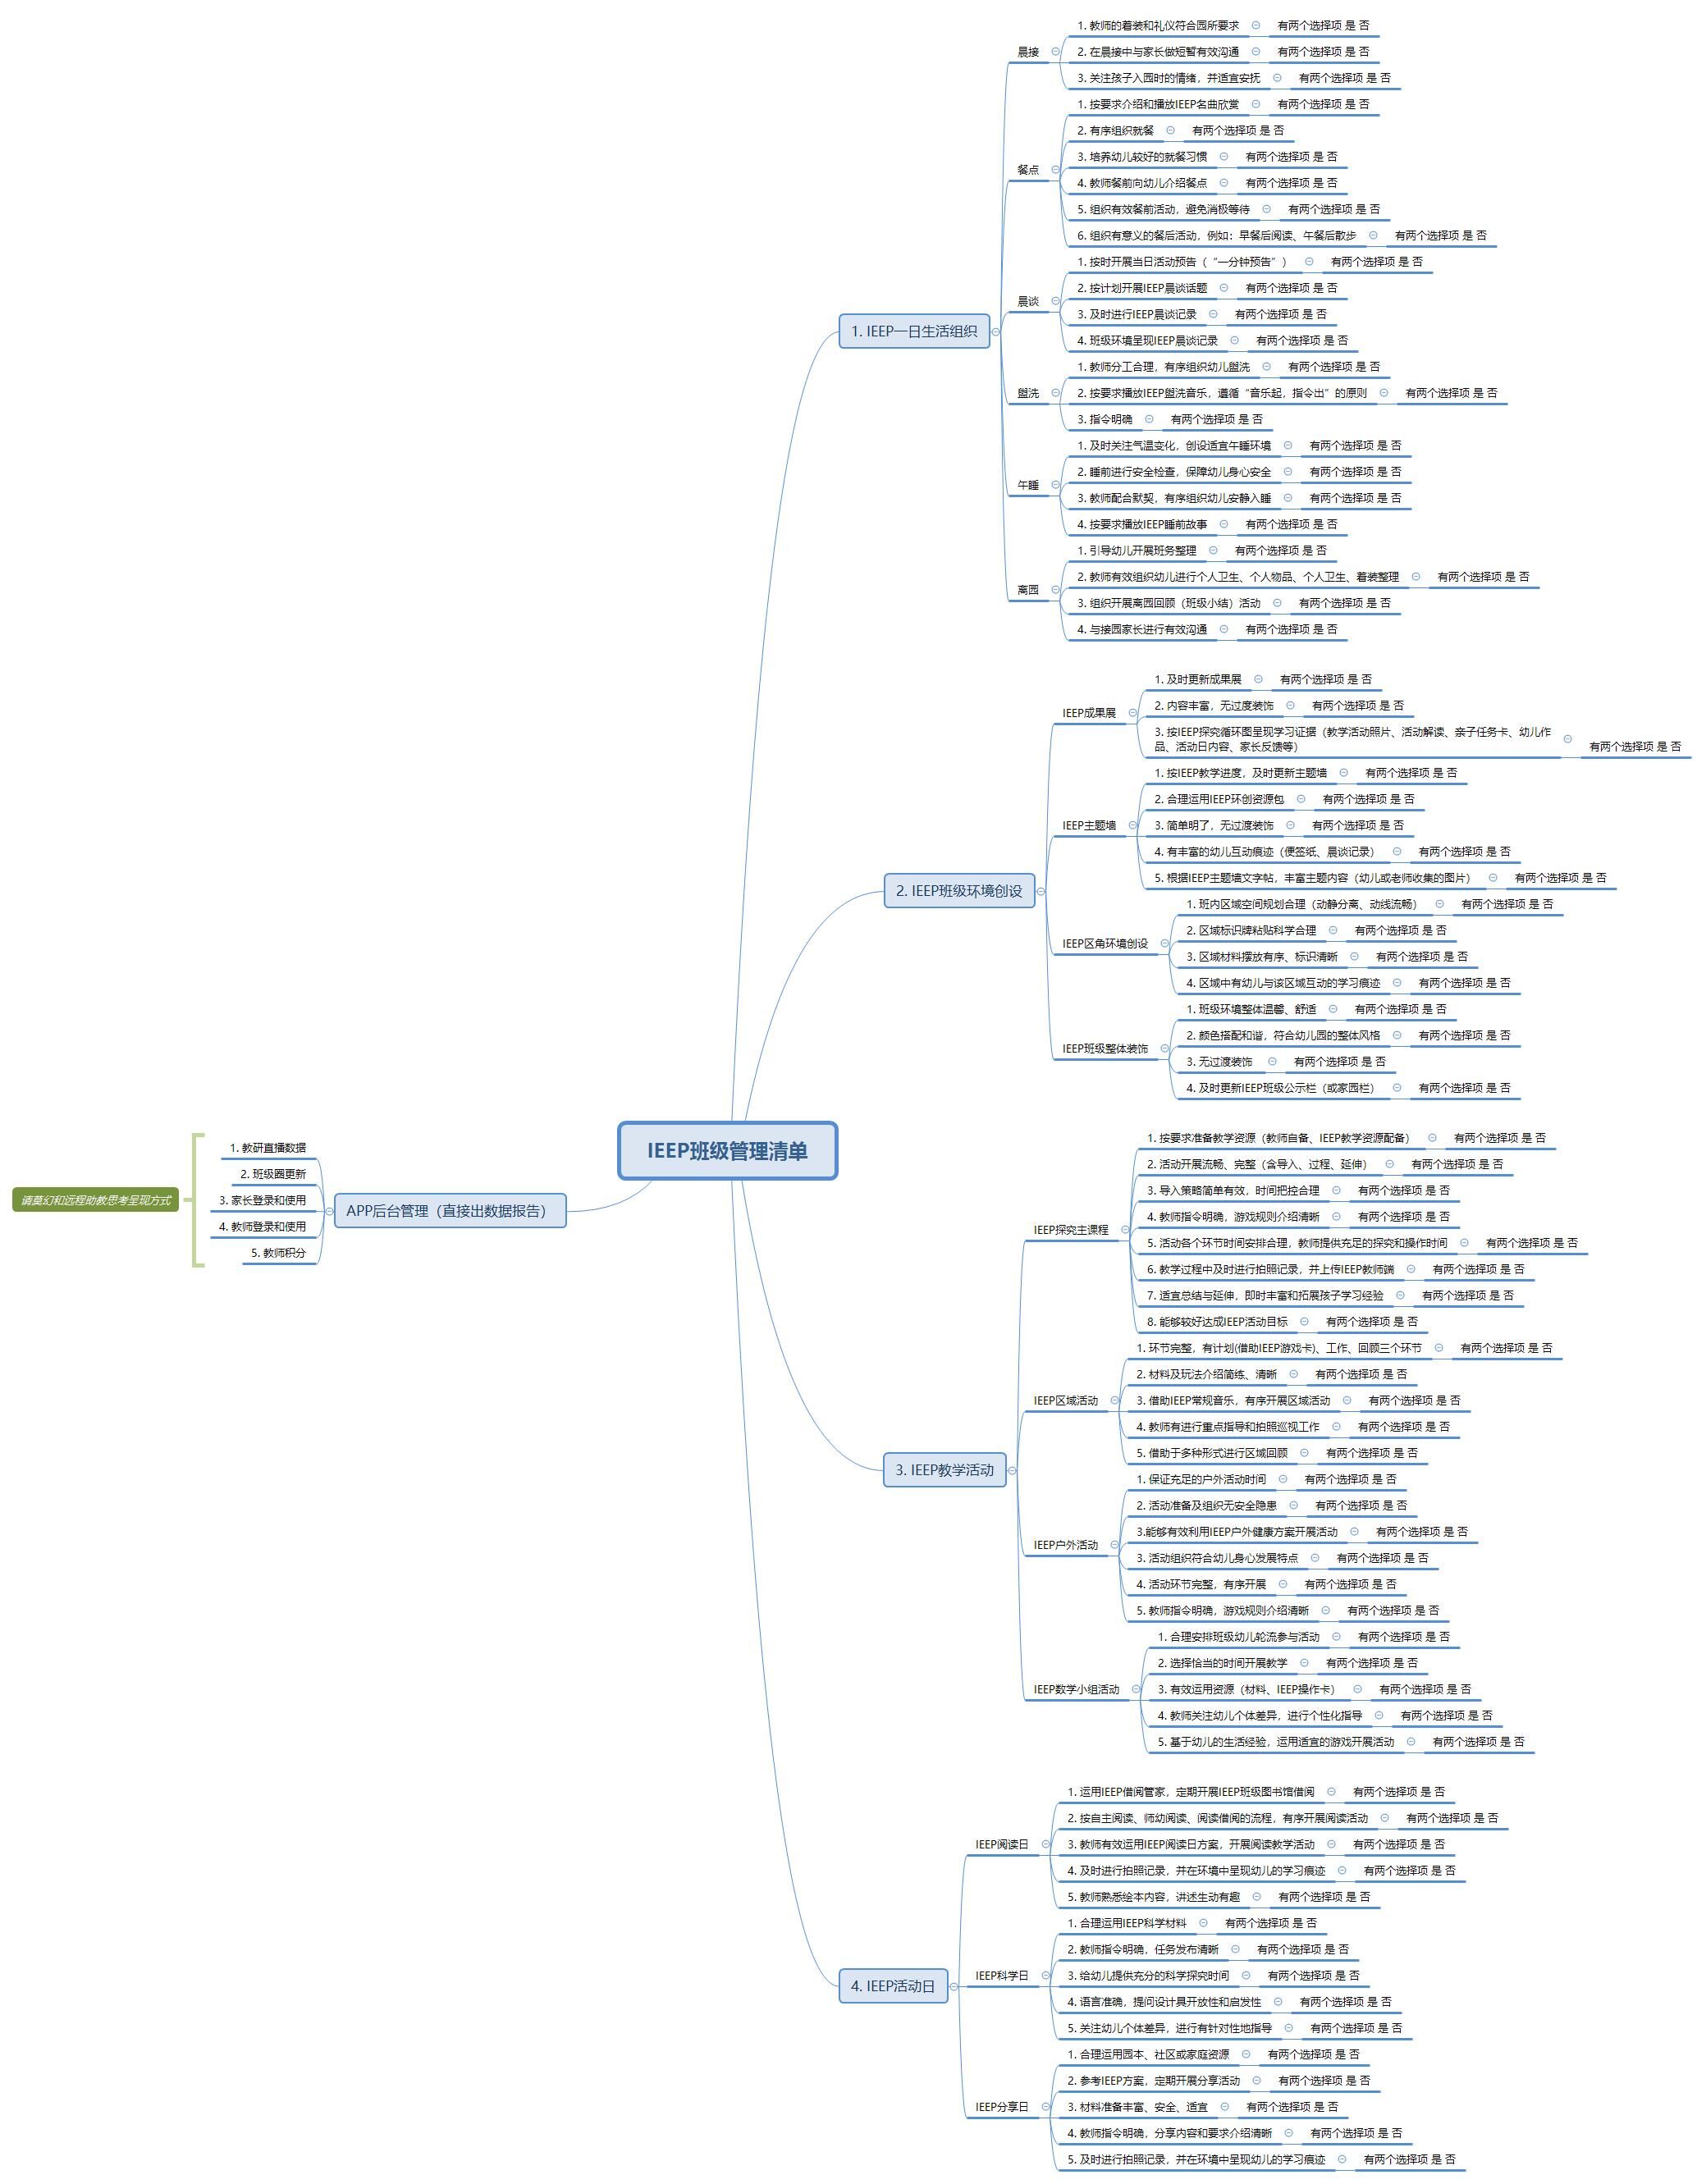 IEEP班级管理清单
1. IEEP一日生活组织
晨接
1. 教师的着装和礼仪符合园所要求 有两个选择项 是 否
2. 在晨接中与家长做短暂有效沟通 有两个选择项 是 否
3. 关注孩子入园时的情绪，并适宜安抚 有两个选择项 是 否
餐点
1. 按要求介绍和播放IEEP名曲欣赏 有两个选择项 是 否
2. 有序组织就餐 有两个选择项 是 否
3. 培养幼儿较好的就餐习惯 有两个选择项 是 否
4. 教师餐前向幼儿介绍餐点 有两个选择项 是 否
5. 组织有效餐前活动，避免消极等待 有两个选择项 是 否
6. 组织有意义的餐后活动，例如：早餐后阅读、午餐后散步 有两个选择项 是 否
晨谈
1. 按时开展当日活动预告（“一分钟预告”） 有两个选择项 是 否
2. 按计划开展IEEP晨谈话题 有两个选择项 是 否
3. 及时进行IEEP晨谈记录 有两个选择项 是 否
4. 班级环境呈现IEEP晨谈记录 有两个选择项 是 否
盥洗
1. 教师分工合理，有序组织幼儿盥洗 有两个选择项 是 否
2. 按要求播放IEEP盥洗音乐，遵循“音乐起，指令出”的原则 有两个选择项 是 否
3. 指令明确 有两个选择项 是 否
午睡
1. 及时关注气温变化，创设适宜午睡环境 有两个选择项 是 否
2. 睡前进行安全检查，保障幼儿身心安全 有两个选择项 是 否
3. 教师配合默契，有序组织幼儿安静入睡 有两个选择项 是 否
4. 按要求播放IEEP睡前故事 有两个选择项 是 否
离园
1. 引导幼儿开展班务整理 有两个选择项 是 否
2. 教师有效组织幼儿进行个人卫生、个人物品、个人卫生、着装整理 有两个选择项 是 否
3. 组织开展离园回顾（班级小结）活动 有两个选择项 是 否
4. 与接园家长进行有效沟通 有两个选择项 是 否
2. IEEP班级环境创设
IEEP成果展
1. 及时更新成果展 有两个选择项 是 否
2. 内容丰富，无过度装饰 有两个选择项 是 否
3. 按IEEP探究循环图呈现学习证据（教学活动照片、活动解读、亲子任务卡、幼儿作
品、活动日内容、家长反馈等） 有两个选择项 是 否
IEEP主题墙
1. 按IEEP教学进度，及时更新主题墙 有两个选择项 是 否
2. 合理运用IEEP环创资源包 有两个选择项 是 否
3. 简单明了，无过渡装饰 有两个选择项 是 否
4. 有丰富的幼儿互动痕迹（便签纸、晨谈记录） 有两个选择项 是 否
5. 根据IEEP主题墙文字帖，丰富主题内容（幼儿或老师收集的图片） 有两个选择项 是 否
IEEP区角环境创设
1. 班内区域空间规划合理（动静分离、动线流畅） 有两个选择项 是 否
2. 区域标识牌粘贴科学合理 有两个选择项 是 否
3. 区域材料摆放有序、标识清晰 有两个选择项 是 否
4. 区域中有幼儿与该区域互动的学习痕迹 有两个选择项 是 否
IEEP班级整体装饰
1. 班级环境整体温馨、舒适 有两个选择项 是 否
2. 颜色搭配和谐，符合幼儿园的整体风格 有两个选择项 是 否
3. 无过渡装饰 有两个选择项 是 否
4. 及时更新IEEP班级公示栏（或家园栏） 有两个选择项 是 否
3. IEEP教学活动
IEEP探究主课程
1. 按要求准备教学资源（教师自备、IEEP教学资源配备） 有两个选择项 是 否
2. 活动开展流畅、完整（含导入、过程、延伸） 有两个选择项 是 否
3. 导入策略简单有效，时间把控合理 有两个选择项 是 否
4. 教师指令明确，游戏规则介绍清晰 有两个选择项 是 否
5. 活动各个环节时间安排合理，教师提供充足的探究和操作时间 有两个选择项 是 否
6. 教学过程中及时进行拍照记录，并上传IEEP教师端 有两个选择项 是 否
7. 适宜总结与延伸，即时丰富和拓展孩子学习经验 有两个选择项 是 否
8. 能够较好达成IEEP活动目标 有两个选择项 是 否
IEEP区域活动
1. 环节完整，有计划(借助IEEP游戏卡)、工作、回顾三个环节 有两个选择项 是 否
2. 材料及玩法介绍简练、清晰 有两个选择项 是 否
3. 借助IEEP常规音乐，有序开展区域活动 有两个选择项 是 否
4. 教师有进行重点指导和拍照巡视工作 有两个选择项 是 否
5. 借助于多种形式进行区域回顾 有两个选择项 是 否
IEEP户外活动
1. 保证充足的户外活动时间 有两个选择项 是 否
2. 活动准备及组织无安全隐患 有两个选择项 是 否
3.能够有效利用IEEP户外健康方案开展活动 有两个选择项 是 否
3. 活动组织符合幼儿身心发展特点 有两个选择项 是 否
4. 活动环节完整，有序开展 有两个选择项 是 否
5. 教师指令明确，游戏规则介绍清晰 有两个选择项 是 否
IEEP数学小组活动
1. 合理安排班级幼儿轮流参与活动 有两个选择项 是 否
2. 选择恰当的时间开展教学 有两个选择项 是 否
3. 有效运用资源（材料、IEEP操作卡） 有两个选择项 是 否
4. 教师关注幼儿个体差异，进行个性化指导 有两个选择项 是 否
5. 基于幼儿的生活经验，运用适宜的游戏开展活动 有两个选择项 是 否
4. IEEP活动日
IEEP阅读日
1. 运用IEEP借阅管家，定期开展IEEP班级图书馆借阅 有两个选择项 是 否
2. 按自主阅读、师幼阅读、阅读借阅的流程，有序开展阅读活动 有两个选择项 是 否
3. 教师有效运用IEEP阅读日方案，开展阅读教学活动 有两个选择项 是 否
4. 及时进行拍照记录，并在环境中呈现幼儿的学习痕迹 有两个选择项 是 否
5. 教师熟悉绘本内容，讲述生动有趣 有两个选择项 是 否
IEEP科学日
1. 合理运用IEEP科学材料 有两个选择项 是 否
2. 教师指令明确，任务发布清晰 有两个选择项 是 否
3. 给幼儿提供充分的科学探究时间 有两个选择项 是 否
4. 语言准确，提问设计具开放性和启发性 有两个选择项 是 否
5. 关注幼儿个体差异，进行有针对性地指导 有两个选择项 是 否
IEEP分享日
1. 合理运用园本、社区或家庭资源 有两个选择项 是 否
2. 参考IEEP方案，定期开展分享活动 有两个选择项 是 否
3. 材料准备丰富、安全、适宜 有两个选择项 是 否
4. 教师指令明确，分享内容和要求介绍清晰 有两个选择项 是 否
5. 及时进行拍照记录，并在环境中呈现幼儿的学习痕迹 有两个选择项 是 否
APP后台管理（直接出数据报告）
1. 教研直播数据
2. 班级圈更新
3. 家长登录和使用
4. 教师登录和使用
5. 教师积分
请莫幻和远程助教思考呈现方式